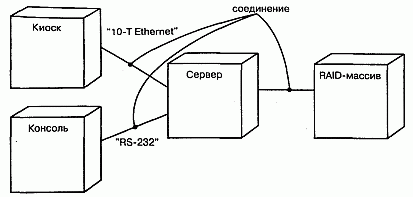 соединение
Киоск
"10-T Ethernet"
Сервер
RAID-массив
Консоль
"RS-232"